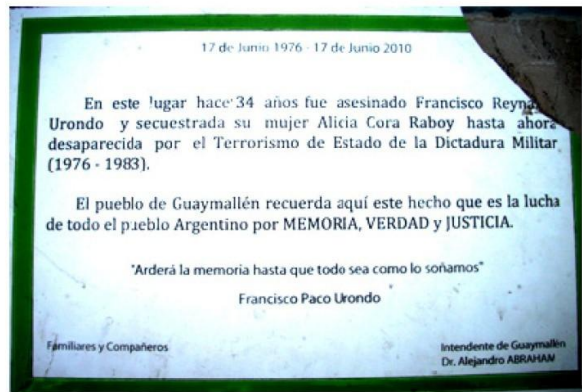 17 de Junio 1976 - 17 de Junio 2010
En este lugar hace 34 años fue asesinado Francisco
Urondo y secuestrada su mujer Alicia Cora Raboy hasta ahora
desaparecida por el Terrorismo de Estado de la Dictadura Militar
(1976 - 1983).
El pueblo de Guaymallén recuerda aquí este hecho que es la lucha
de todo el pueblo Argentino por MEMORIA, VERDAD y JUSTICIA.
"Arderá la memoria hasta que todo sea como lo soñamos"
Francisco Paco Urondo
Familiares y Compañeros
Intendente de Guaymallén
Dr. Alejandro ABRAHAM